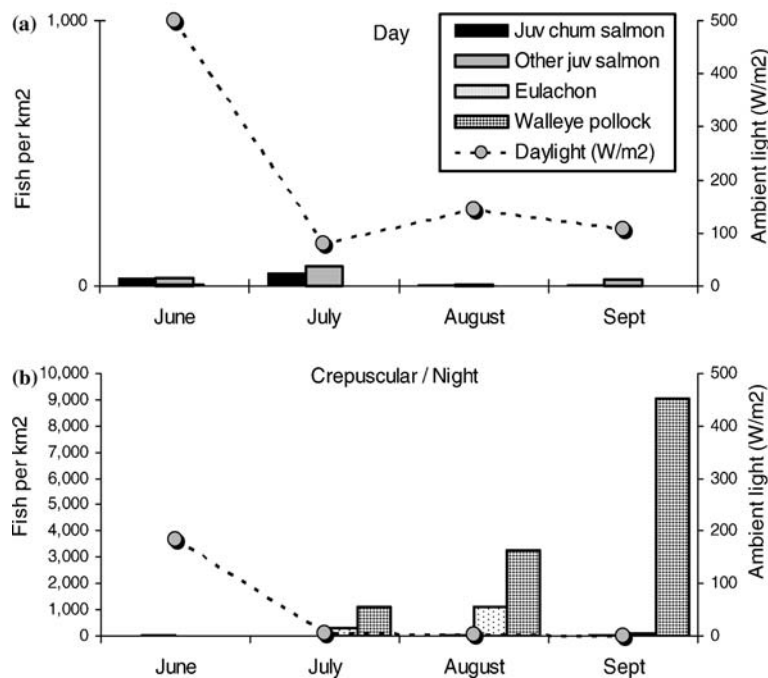 (a)
Day
Juv chum salmon
Other juv salmon
Eulachon
Walleye pollock
Daylight (W/m2)
Fish per km2
1,000
0
500
400
300
200
100
0
Ambient light (W/m2)
June July August Sept
(b)
Crepuscular / Night
Fish per km2
10,000
9,000
8,000
7,000
6,000
5,000
4,000
3,000
2,000
1,000
0
500
400
300
200
100
0
Ambient light (W/m2)
June July August Sept